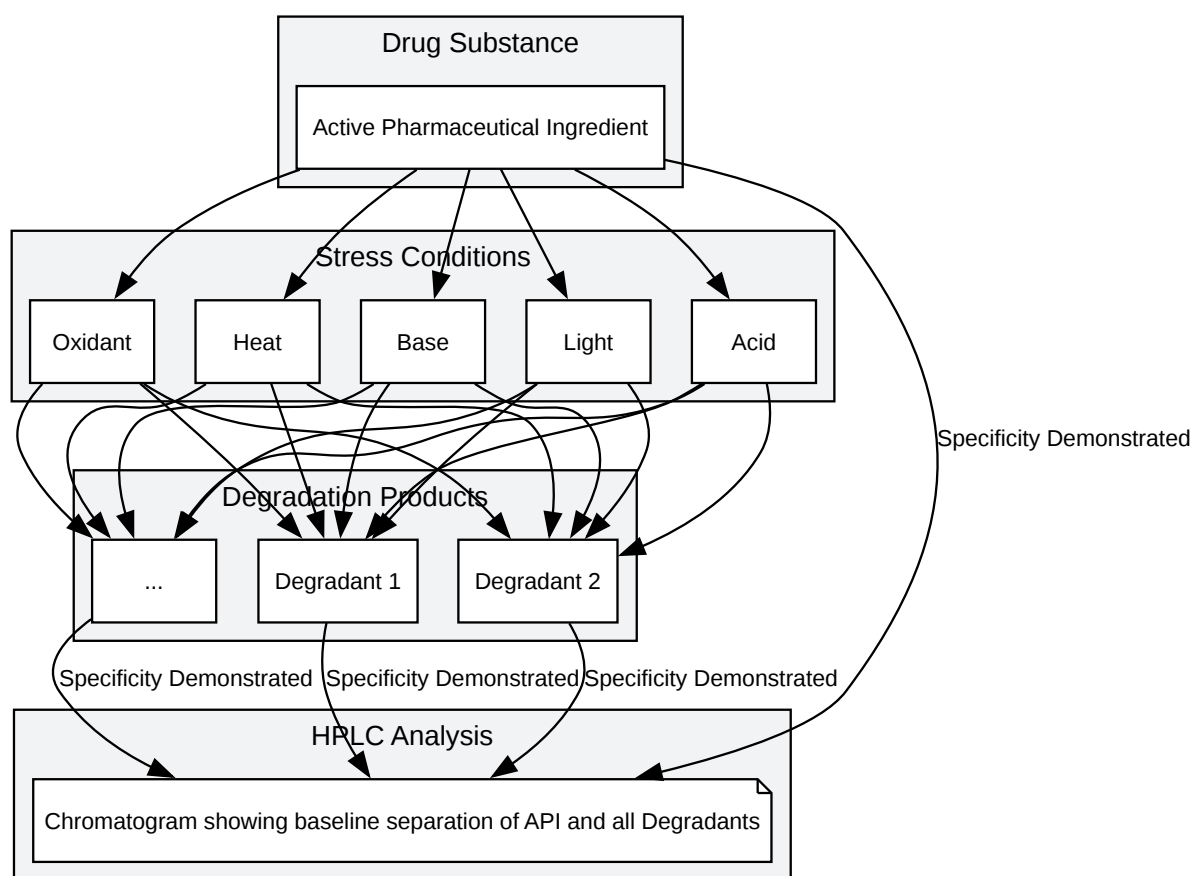 Drug Substance
Active Pharmaceutical Ingredient
Stress Conditions
Oxidant
Heat
Base
Light
Acid
Specificity Demonstrated
Degradation Products
...
Degradant 1
Degradant 2
Specificity Demonstrated
Specificity Demonstrated
Specificity Demonstrated
HPLC Analysis
Chromatogram showing baseline separation of API and all Degradants